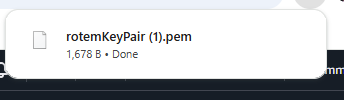 rotemKeyPair (1).pem
1,678 B • Done